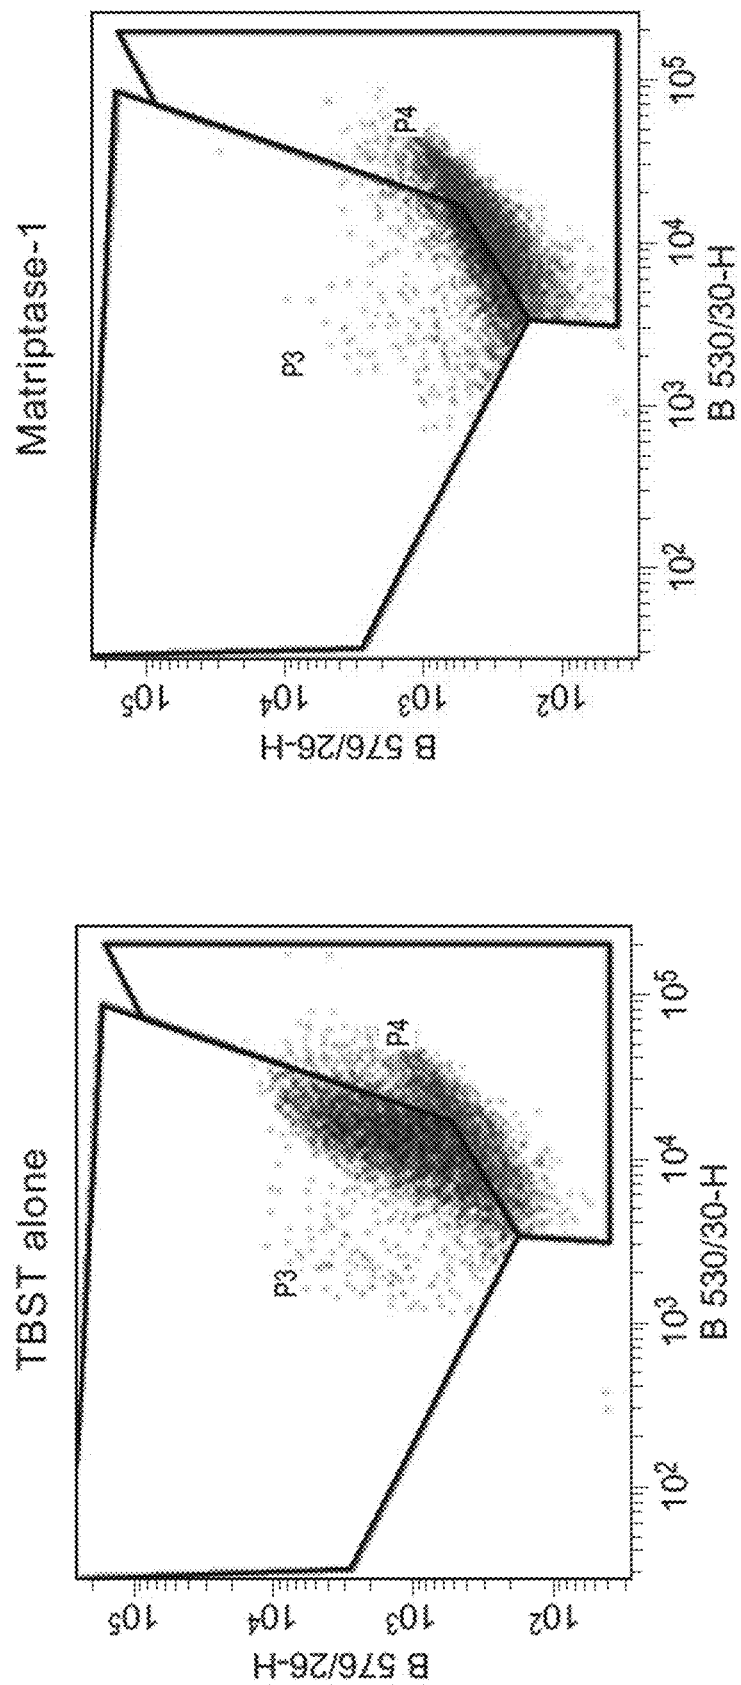 TBST alone
B 576/26-H
10⁵
10⁴
10³
10²
P3
P4
10²
10³
10⁴
10⁵
B 530/30-H
Matriptase-1
B 576/26-H
10⁵
10⁴
10³
10²
P3
P4
10²
10³
10⁴
10⁵
B 530/30-H